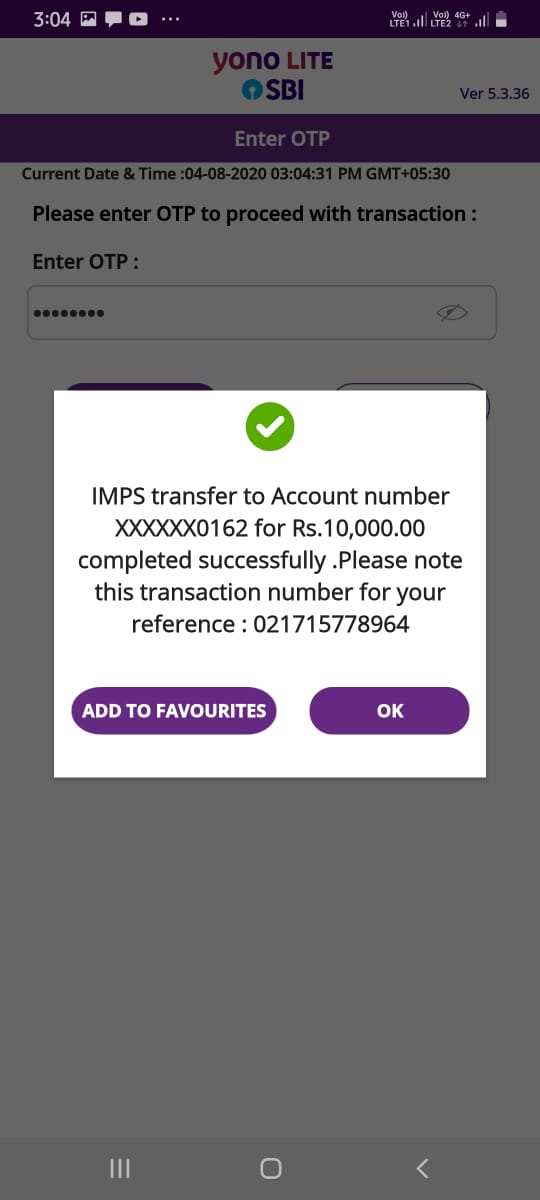 3:04
Vo)) LTE1 Vo)) 4G+ LTE2
yono LITE
SBI
Ver 5.3.36
Enter OTP
Current Date & Time :04-08-2020 03:04:31 PM GMT+05:30
Please enter OTP to proceed with transaction :
Enter OTP :
IMPS transfer to Account number
XXXXXX0162 for Rs.10,000.00
completed successfully .Please note
this transaction number for your
reference : 021715778964
ADD TO FAVOURITES
OK